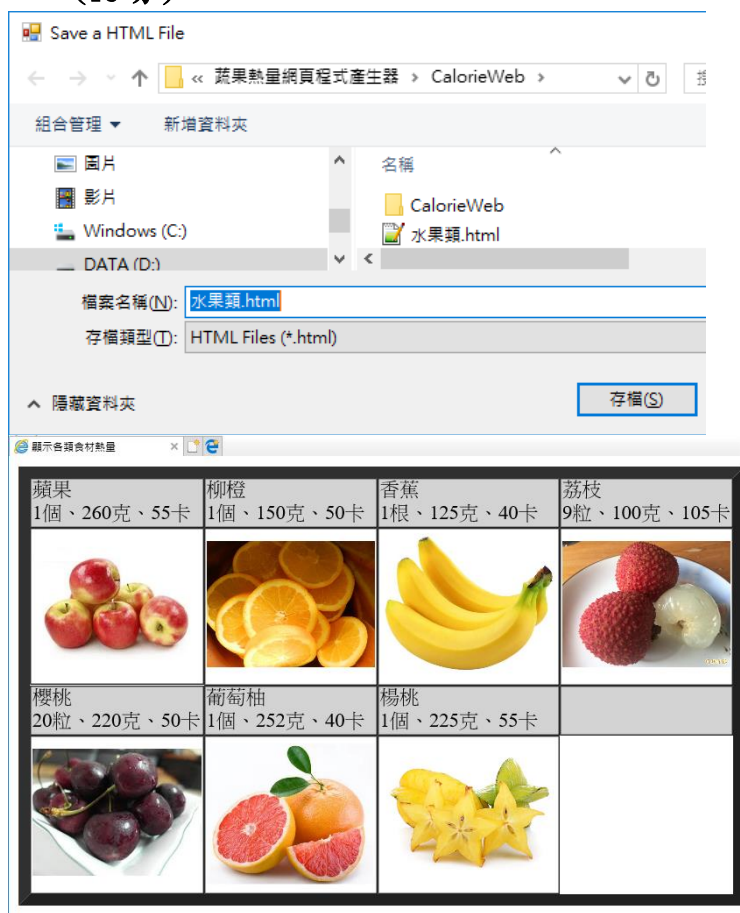 Save a HTML File
« 蔬果熱量網頁程式產生器 › CalorieWeb ›
組合管理 新增資料夾
圖片
影片
Windows (C:)
DATA (D:)
名稱
CalorieWeb
水果類.html
檔案名稱(N): 水果類.html
存檔類型(T): HTML Files (*.html)
隱藏資料夾
存檔(S)
顯示各類食材熱量
蘋果
1個、260克、55卡
柳橙
1個、150克、50卡
香蕉
1根、125克、40卡
荔枝
9粒、100克、105卡
櫻桃
20粒、220克、50卡
葡萄柚
1個、252克、40卡
楊桃
1個、225克、55卡